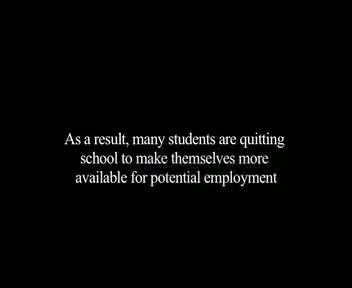 As a result, many students are quitting
school to make themselves more
available for potential employment